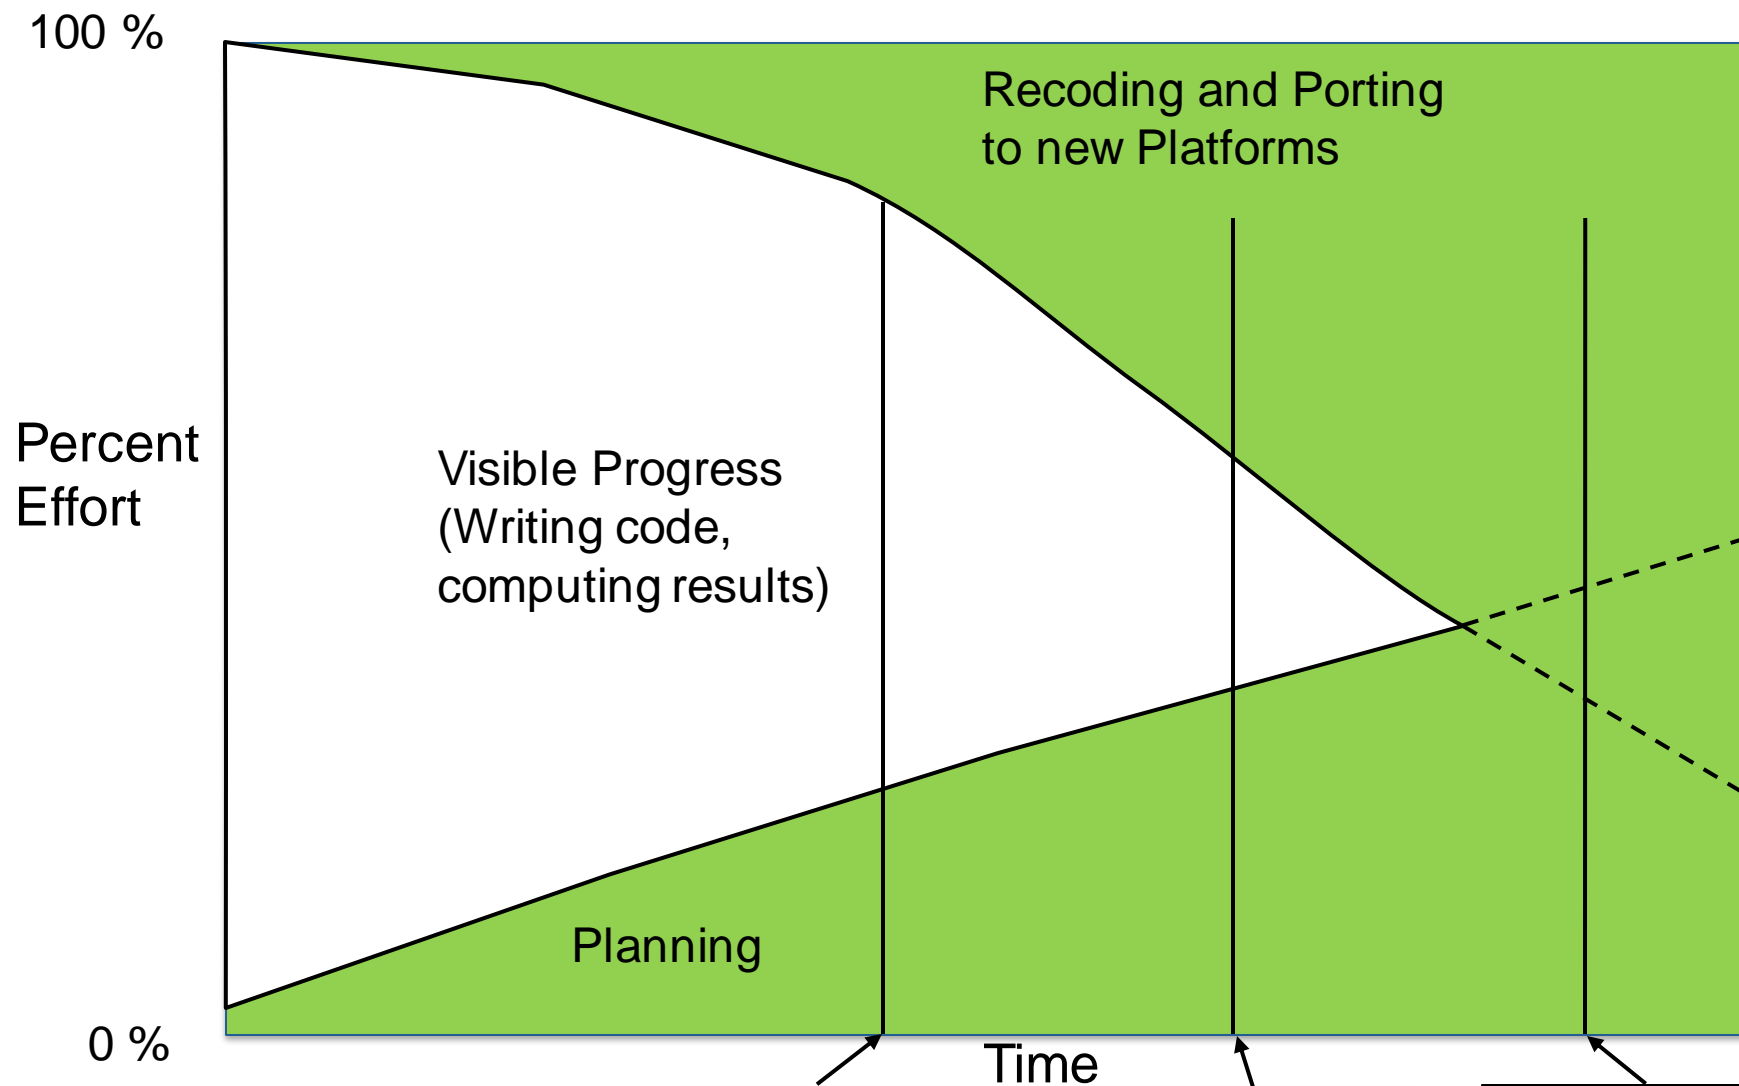 100 %
Recoding and Porting
to new Platforms
Percent
Effort
Visible Progress
(Writing code,
computing results)
Planning
0 %
Time